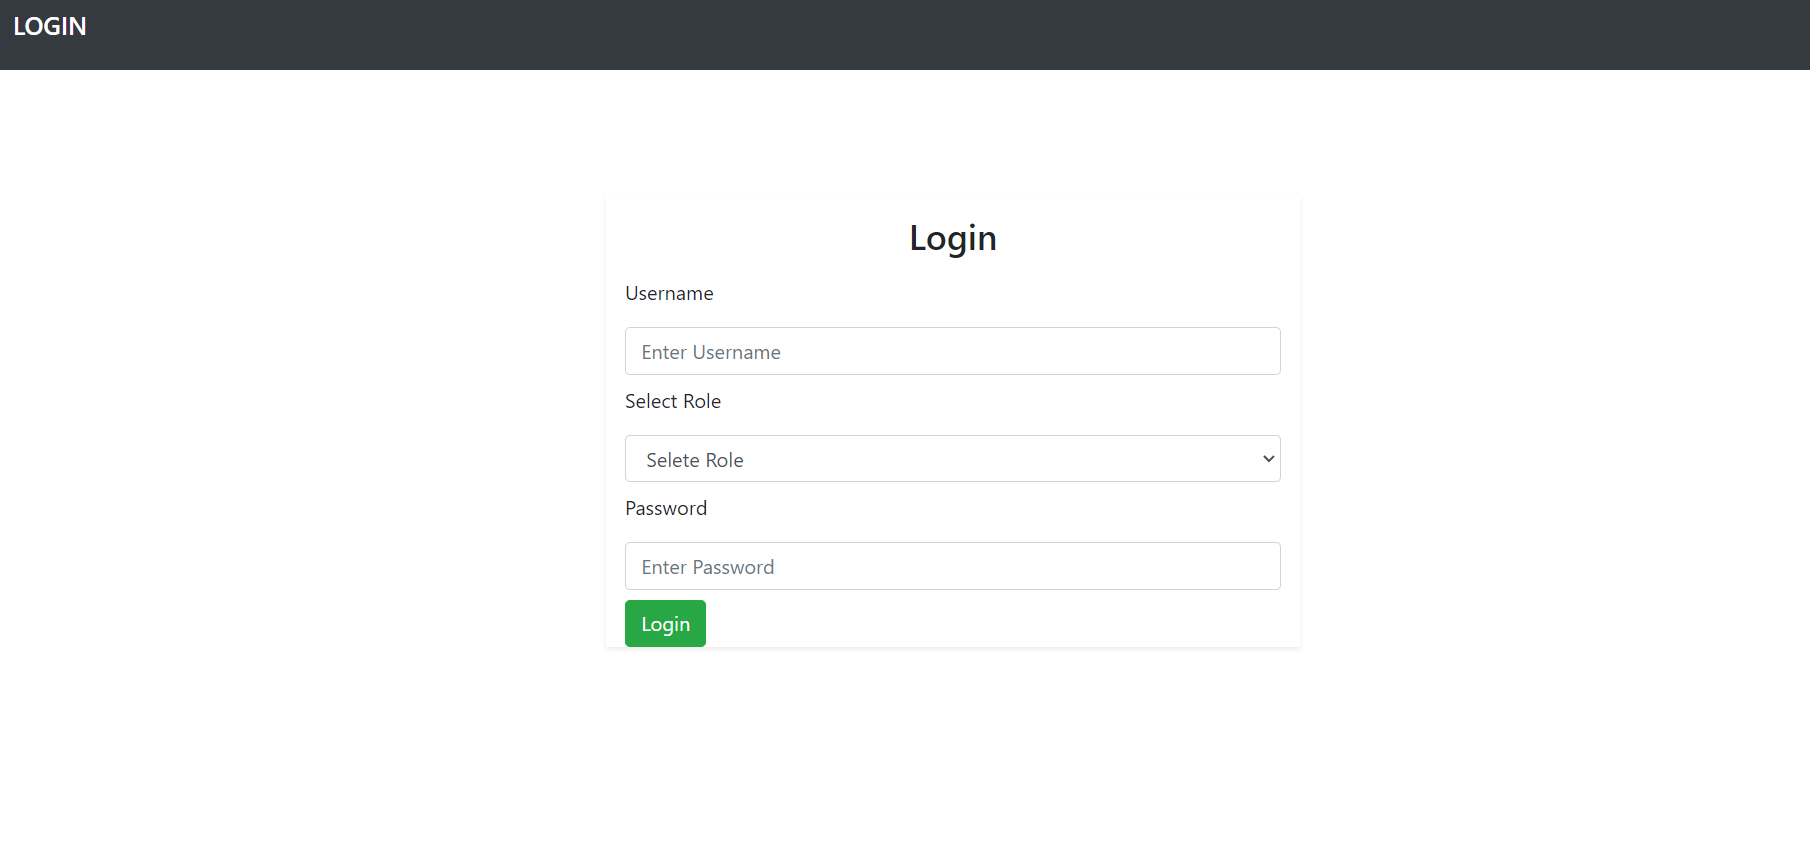 LOGIN
Login
Username
Enter Username
Select Role
Selete Role
Password
Enter Password
Login